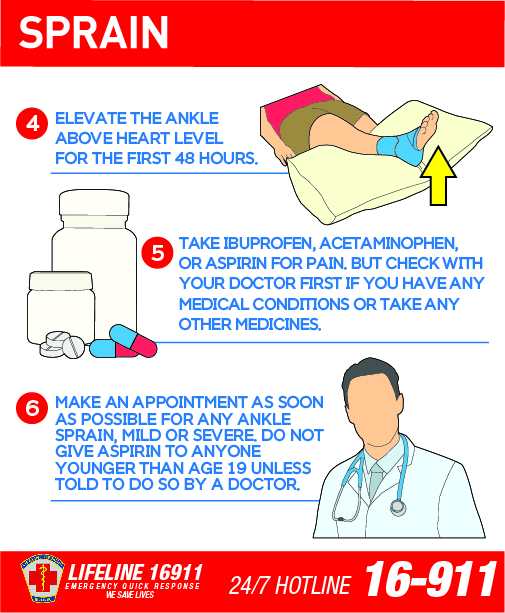 SPRAIN
4
ELEVATE THE ANKLE
ABOVE HEART LEVEL
FOR THE FIRST 48 HOURS.
5
TAKE IBUPROFEN, ACETAMINOPHEN,
OR ASPIRIN FOR PAIN. BUT CHECK WITH
YOUR DOCTOR FIRST IF YOU HAVE ANY
MEDICAL CONDITIONS OR TAKE ANY
OTHER MEDICINES.
6
MAKE AN APPOINTMENT AS SOON
AS POSSIBLE FOR ANY ANKLE
SPRAIN, MILD OR SEVERE. DO NOT
GIVE ASPIRIN TO ANYONE
YOUNGER THAN AGE 19 UNLESS
TOLD TO DO SO BY A DOCTOR.
LIFELINE 16911
EMERGENCY QUICK RESPONSE
WE SAVE LIVES
24/7 HOTLINE 16-911